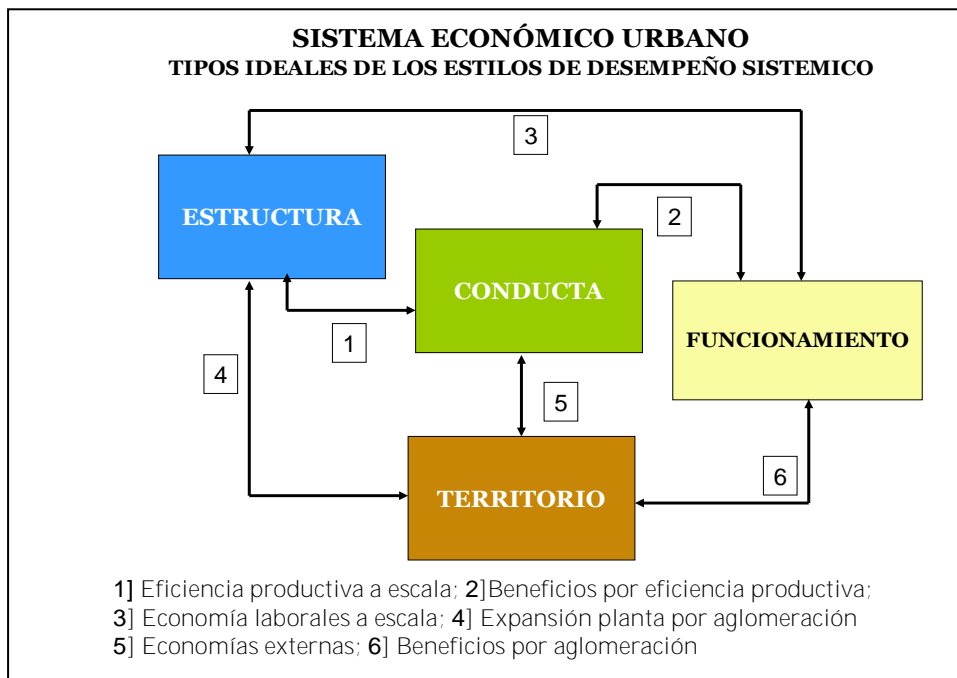 SISTEMA ECONÓMICO URBANO
TIPOS IDEALES DE LOS ESTILOS DE DESEMPEÑO SISTEMICO
3
ESTRUCTURA
2
CONDUCTA
1
FUNCIONAMIENTO
4
5
TERRITORIO
6
1] Eficiencia productiva a escala; 2]Beneficios por eficiencia productiva;
3] Economía laborales a escala; 4] Expansión planta por aglomeración
5] Economías externas; 6] Beneficios por aglomeración